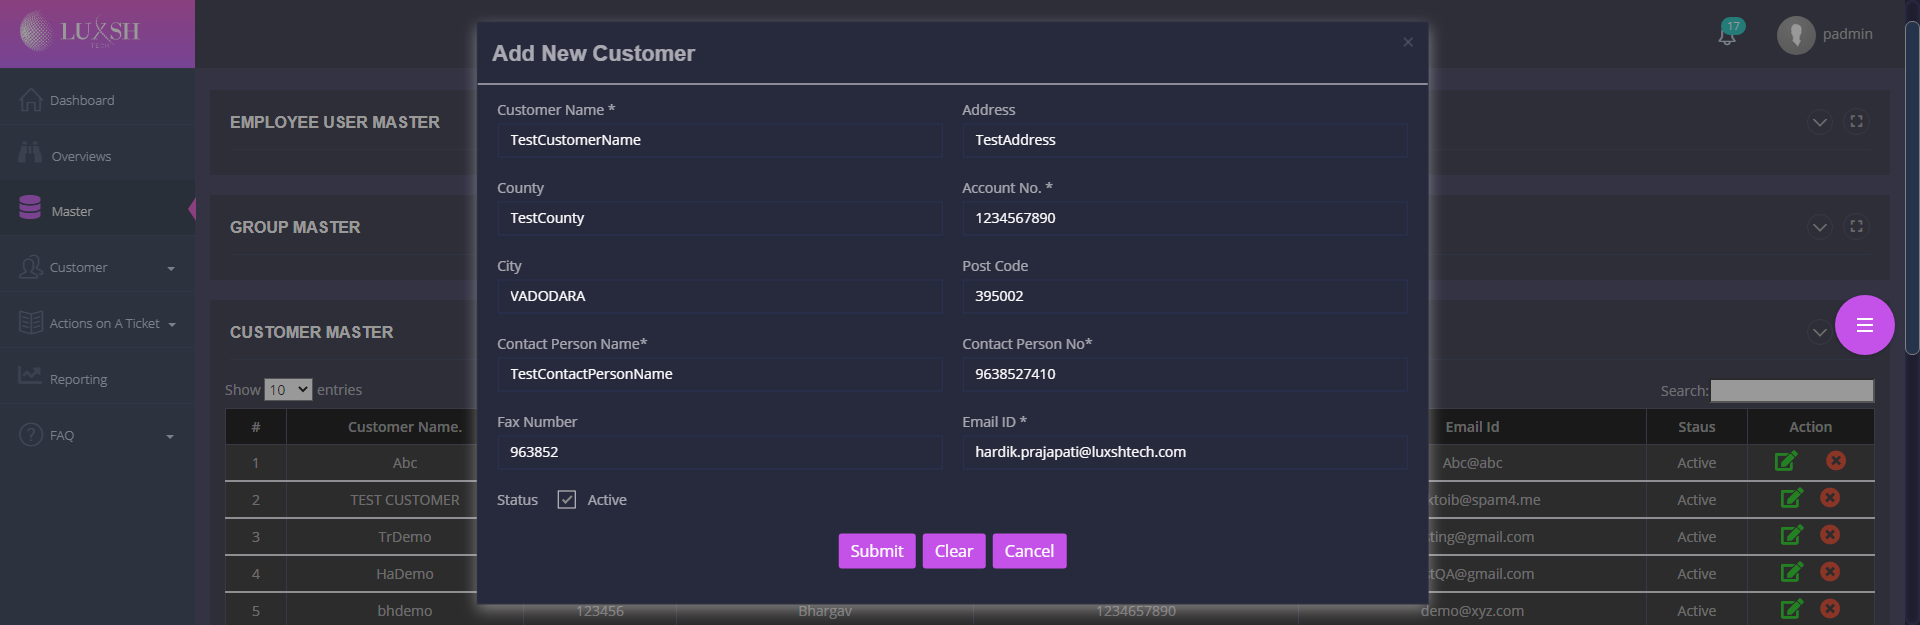 LUXSH
TECH
17
padmin
Dashboard
Overviews
Master
Customer
Actions on A Ticket
Reporting
FAQ
EMPLOYEE USER MASTER
GROUP MASTER
CUSTOMER MASTER
Show 10 entries
Search:
# Customer Name. Email Id Staus Action
1 Abc Abc@abc Active
2 TEST CUSTOMER ktoib@spam4.me Active
3 TrDemo ting@gmail.com Active
4 HaDemo tQA@gmail.com Active
5 bhdemo 123456 Bhargav 1234657890 demo@xyz.com Active
Add New Customer
×
Customer Name * Address
TestCustomerName TestAddress
County Account No. *
TestCounty 1234567890
City Post Code
VADODARA 395002
Contact Person Name* Contact Person No*
TestContactPersonName 9638527410
Fax Number Email ID *
963852 hardik.prajapati@luxshtech.com
Status Active
Submit Clear Cancel